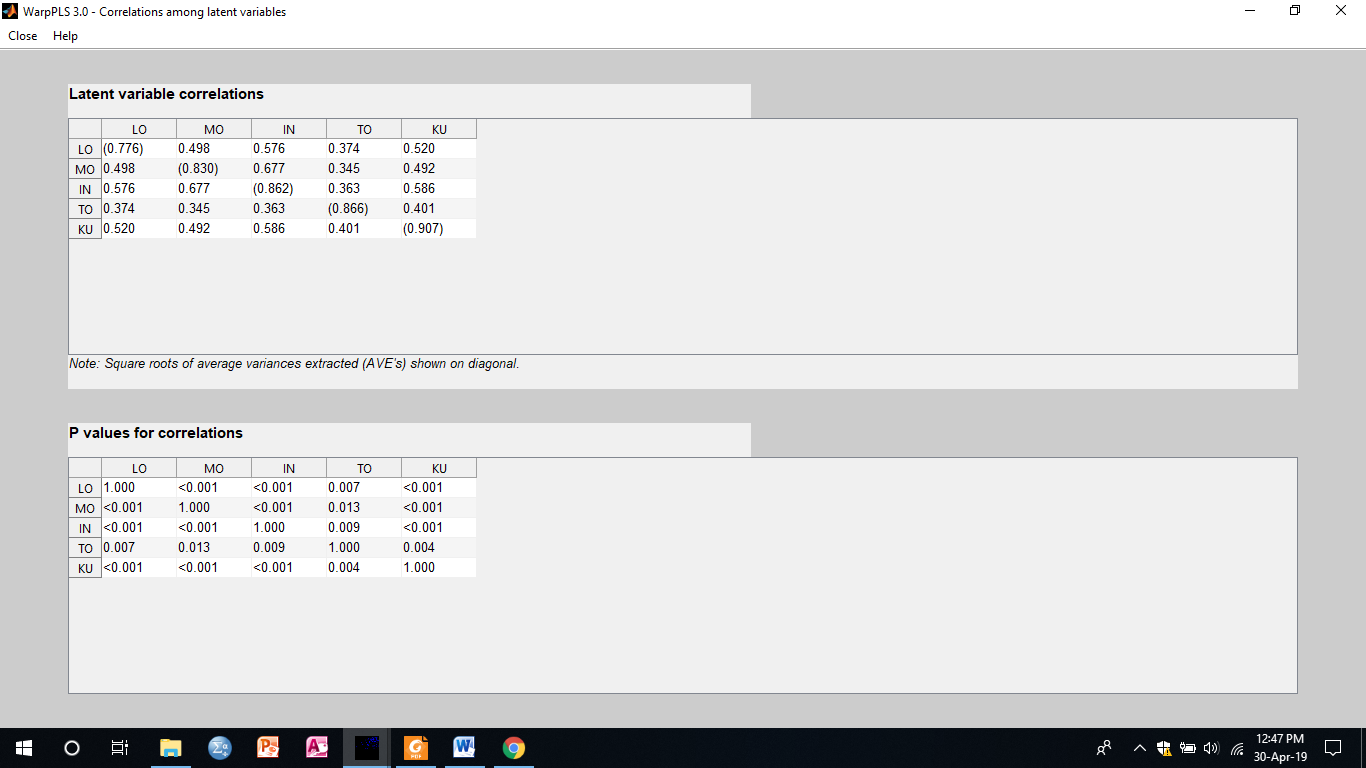 WarpPLS 3.0 - Correlations among latent variables
Close Help
Latent variable correlations
LO MO IN TO KU
LO (0.776) 0.498 0.576 0.374 0.520
MO 0.498 (0.830) 0.677 0.345 0.492
IN 0.576 0.677 (0.862) 0.363 0.586
TO 0.374 0.345 0.363 (0.866) 0.401
KU 0.520 0.492 0.586 0.401 (0.907)
Note: Square roots of average variances extracted (AVE's) shown on diagonal.
P values for correlations
LO MO IN TO KU
LO 1.000 <0.001 <0.001 0.007 <0.001
MO <0.001 1.000 <0.001 0.013 <0.001
IN <0.001 <0.001 1.000 0.009 <0.001
TO 0.007 0.013 0.009 1.000 0.004
KU <0.001 <0.001 <0.001 0.004 1.000
12:47 PM
30-Apr-19